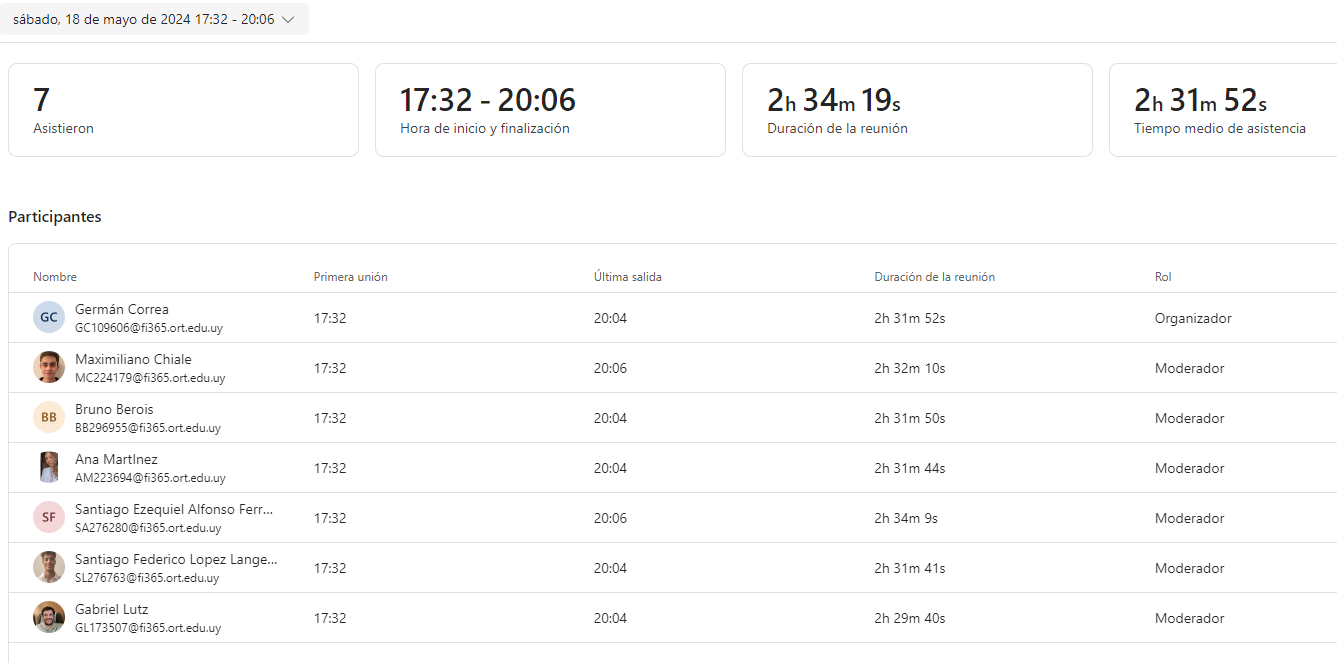 sábado, 18 de mayo de 2024 17:32 - 20:06
7
Asistieron
17:32 - 20:06
Hora de inicio y finalización
2h 34m 19s
Duración de la reunión
2h 31m 52s
Tiempo medio de asistencia
Participantes
Nombre Primera unión Última salida Duración de la reunión Rol
GC Germán Correa
GC109606@fi365.ort.edu.uy 17:32 20:04 2h 31m 52s Organizador
Maximiliano Chiale
MC224179@fi365.ort.edu.uy 17:32 20:06 2h 32m 10s Moderador
BB Bruno Berois
BB296955@fi365.ort.edu.uy 17:32 20:04 2h 31m 50s Moderador
Ana MartInez
AM223694@fi365.ort.edu.uy 17:32 20:04 2h 31m 44s Moderador
SF Santiago Ezequiel Alfonso Ferr...
SA276280@fi365.ort.edu.uy 17:32 20:06 2h 34m 9s Moderador
Santiago Federico Lopez Lange...
SL276763@fi365.ort.edu.uy 17:32 20:04 2h 31m 41s Moderador
Gabriel Lutz
GL173507@fi365.ort.edu.uy 17:32 20:04 2h 29m 40s Moderador